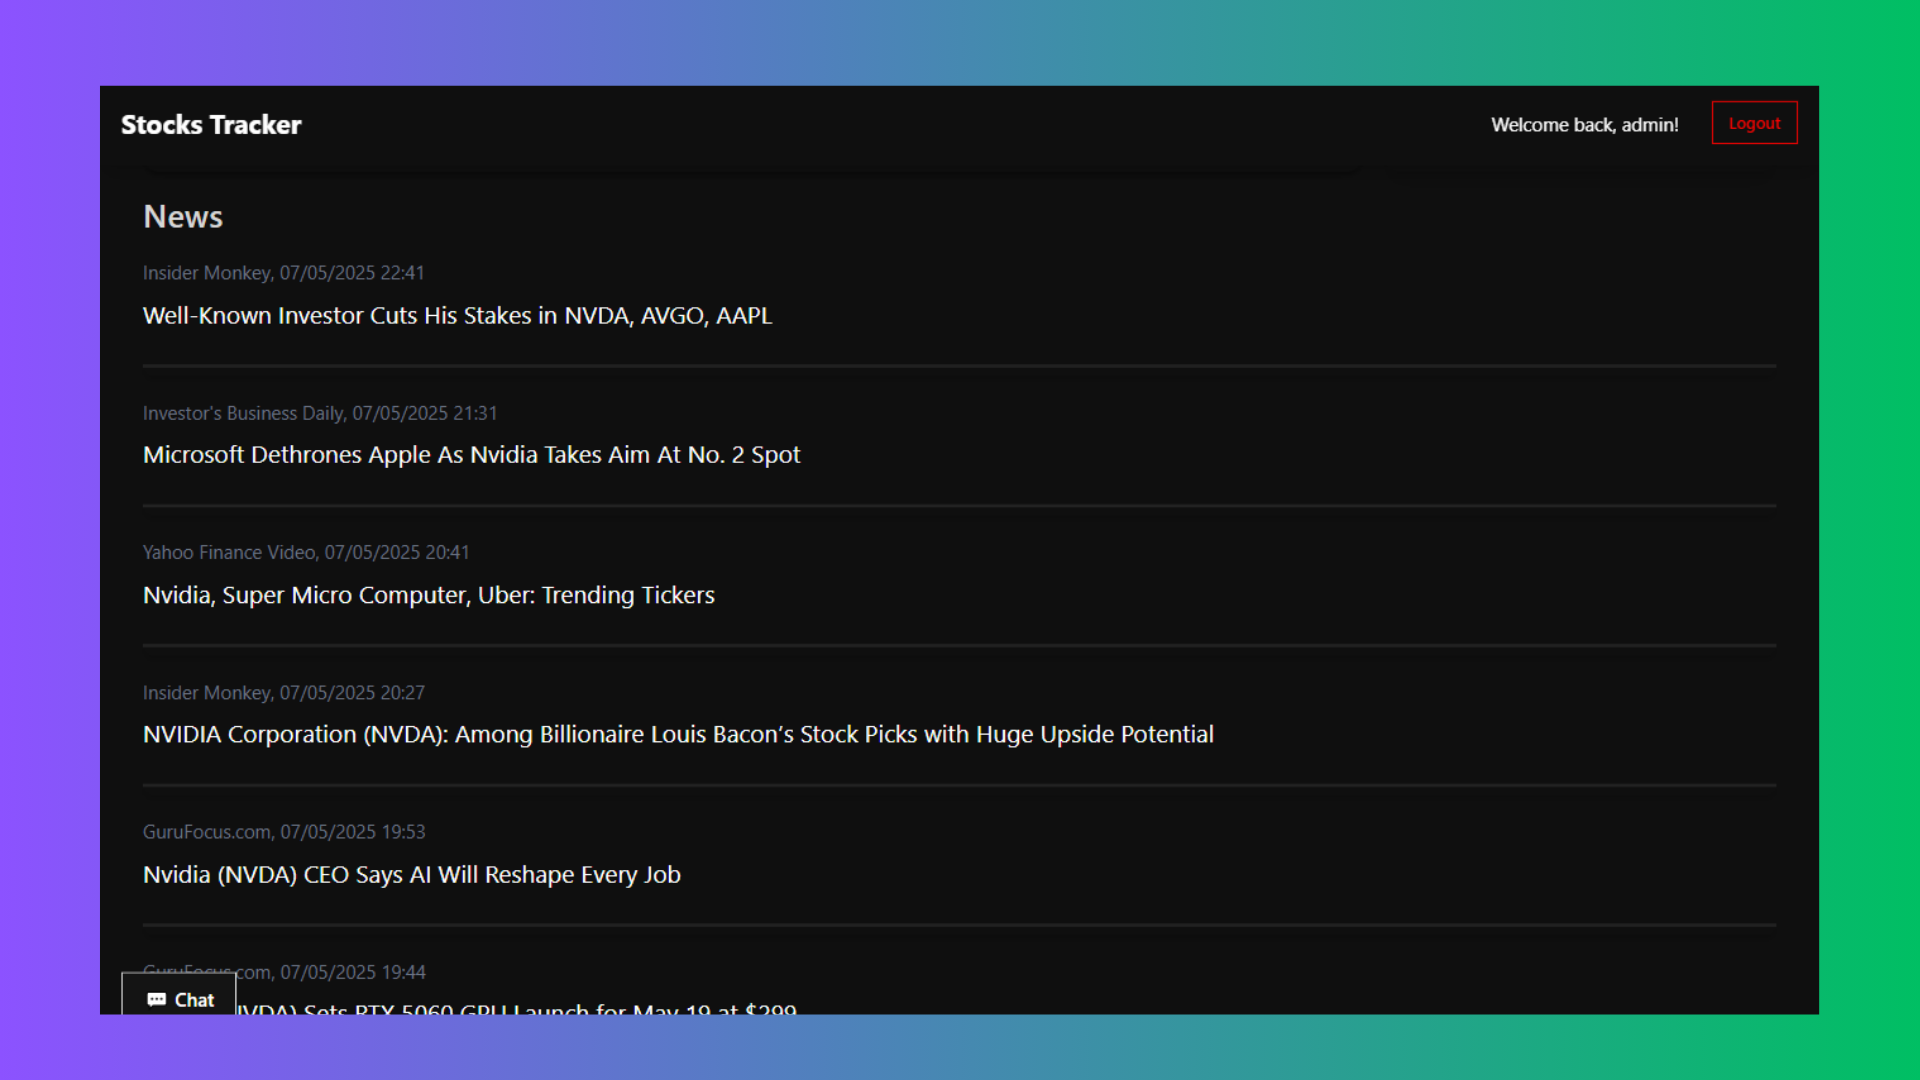 Stocks Tracker
Welcome back, admin!
Logout
News
Insider Monkey, 07/05/2025 22:41
Well-Known Investor Cuts His Stakes in NVDA, AVGO, AAPL
Investor's Business Daily, 07/05/2025 21:31
Microsoft Dethrones Apple As Nvidia Takes Aim At No. 2 Spot
Yahoo Finance Video, 07/05/2025 20:41
Nvidia, Super Micro Computer, Uber: Trending Tickers
Insider Monkey, 07/05/2025 20:27
NVIDIA Corporation (NVDA): Among Billionaire Louis Bacon’s Stock Picks with Huge Upside Potential
GuruFocus.com, 07/05/2025 19:53
Nvidia (NVDA) CEO Says AI Will Reshape Every Job
GuruFocus.com, 07/05/2025 19:44
Chat
Sets RTX 5060 GPU Launch for May 19 at $299